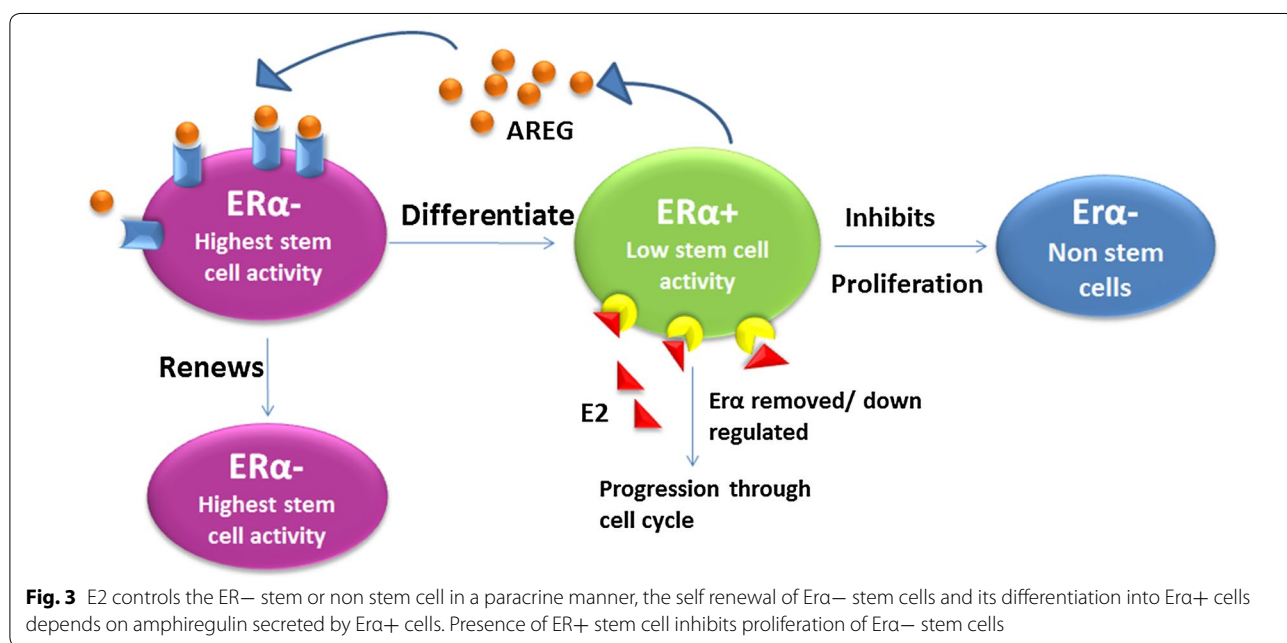 AREG
ERα-
Highest stem
cell activity
Differentiate
ERα+
Low stem cell
activity
Inhibits
Proliferation
Erα-
Non stem
cells
Renews
E2
Erα removed/ down
regulated
ERα-
Highest stem
cell activity
Progression through
cell cycle
Fig. 3 E2 controls the ER− stem or non stem cell in a paracrine manner, the self renewal of Erα− stem cells and its differentiation into Erα+ cells
depends on amphiregulin secreted by Erα+ cells. Presence of ER+ stem cell inhibits proliferation of Erα− stem cells